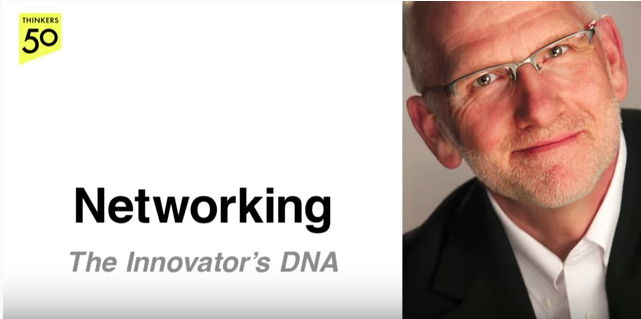 THINKERS
50
Networking
The Innovator's DNA